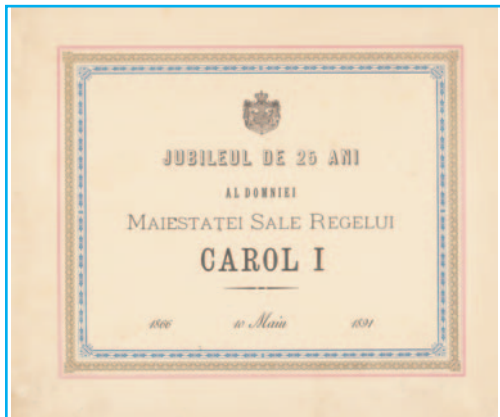 JUBILEUL DE 25 ANI
AL DOMNIEI
MAIESTATEI SALE REGELUI
CAROL I
1866 10 Maiu 1891